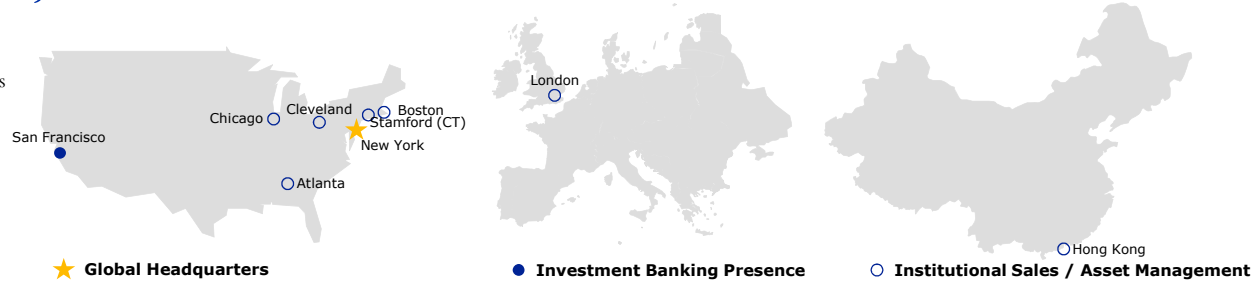 s
London
Cleveland
Boston
Chicago
Stamford (CT)
San Francisco
New York
Atlanta
Hong Kong
Global Headquarters
Investment Banking Presence
Institutional Sales / Asset Management